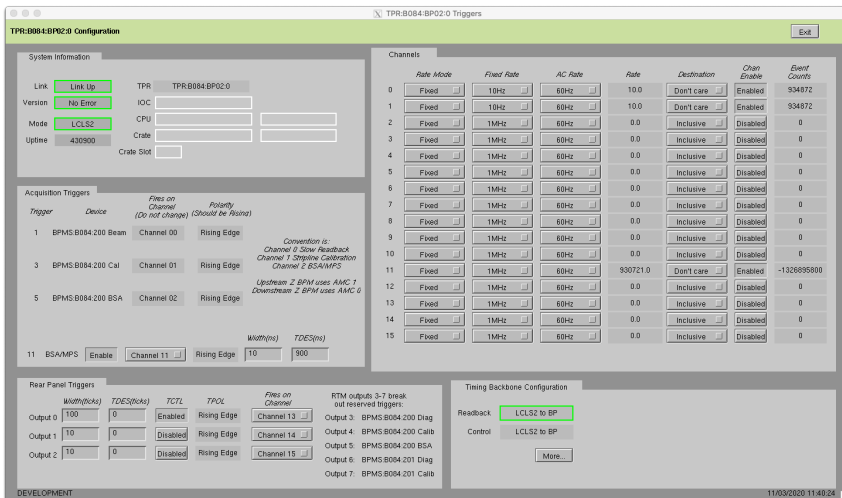 TPR:B084:BP02:0 Triggers
TPR:B084:BP02:0 Configuration
Exit
System Information
Link Link Up TPR TPR:B084:BP02:0
Version No Error IOC
Mode LCLS2 CPU
Uptime 430900 Crate
Crate Slot
Acquisition Triggers
Trigger Device Fires on Channel (Do not change) Polarity (Should be Rising)
1 BPMS:B084:200 Beam Channel 00 Rising Edge
3 BPMS:B084:200 Cal Channel 01 Rising Edge
5 BPMS:B084:200 BSA Channel 02 Rising Edge
Convention is:
Channel 0 Slow Readback
Channel 1 Stripline Calibration
Channel 2 BSA/MPS
Upstream Z BPM uses AMC 1
Downstream Z BPM uses AMC 0
Width(ns) TDES(ns)
11 BSA/MPS Enable Channel 11 Rising Edge 10 900
Channels
Rate Mode Fixed Rate AC Rate Rate Destination Chan Enable Event Counts
0 Fixed 10Hz 60Hz 10.0 Don't care Enabled 934872
1 Fixed 10Hz 60Hz 10.0 Don't care Enabled 934872
2 Fixed 1MHz 60Hz 0.0 Inclusive Disabled 0
3 Fixed 1MHz 60Hz 0.0 Inclusive Disabled 0
4 Fixed 1MHz 60Hz 0.0 Inclusive Disabled 0
5 Fixed 1MHz 60Hz 0.0 Inclusive Disabled 0
6 Fixed 1MHz 60Hz 0.0 Inclusive Disabled 0
7 Fixed 1MHz 60Hz 0.0 Inclusive Disabled 0
8 Fixed 1MHz 60Hz 0.0 Inclusive Disabled 0
9 Fixed 1MHz 60Hz 0.0 Inclusive Disabled 0
10 Fixed 1MHz 60Hz 0.0 Inclusive Disabled 0
11 Fixed 1MHz 60Hz 930721.0 Don't care Enabled -1326895800
12 Fixed 1MHz 60Hz 0.0 Inclusive Disabled 0
13 Fixed 1MHz 60Hz 0.0 Inclusive Disabled 0
14 Fixed 1MHz 60Hz 0.0 Inclusive Disabled 0
15 Fixed 1MHz 60Hz 0.0 Inclusive Disabled 0
Rear Panel Triggers
Width(ticks) TDES(ticks) TCTL TPOL Fires on Channel
Output 0 100 0 Enabled Rising Edge Channel 13
Output 1 10 0 Disabled Rising Edge Channel 14
Output 2 10 0 Disabled Rising Edge Channel 15
RTM outputs 3-7 break
out reserved triggers:
Output 3: BPMS:B084:200 Diag
Output 4: BPMS:B084:200 Calib
Output 5: BPMS:B084:200 BSA
Output 6: BPMS:B084:201 Diag
Output 7: BPMS:B084:201 Calib
Timing Backbone Configuration
Readback LCLS2 to BP
Control LCLS2 to BP
More...
DEVELOPMENT
11/03/2020 11:40:24